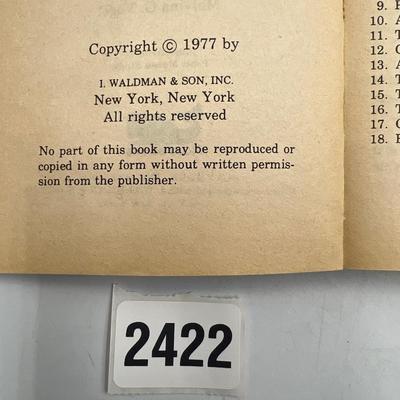 Copyright © 1977 by
I. WALDMAN & SON, INC.
New York, New York
All rights reserved
No part of this book may be reproduced or
copied in any form without written permis-
sion from the publisher.
9.
10.
11.
12.
13.
14.
15.
16.
17.
18.
2422